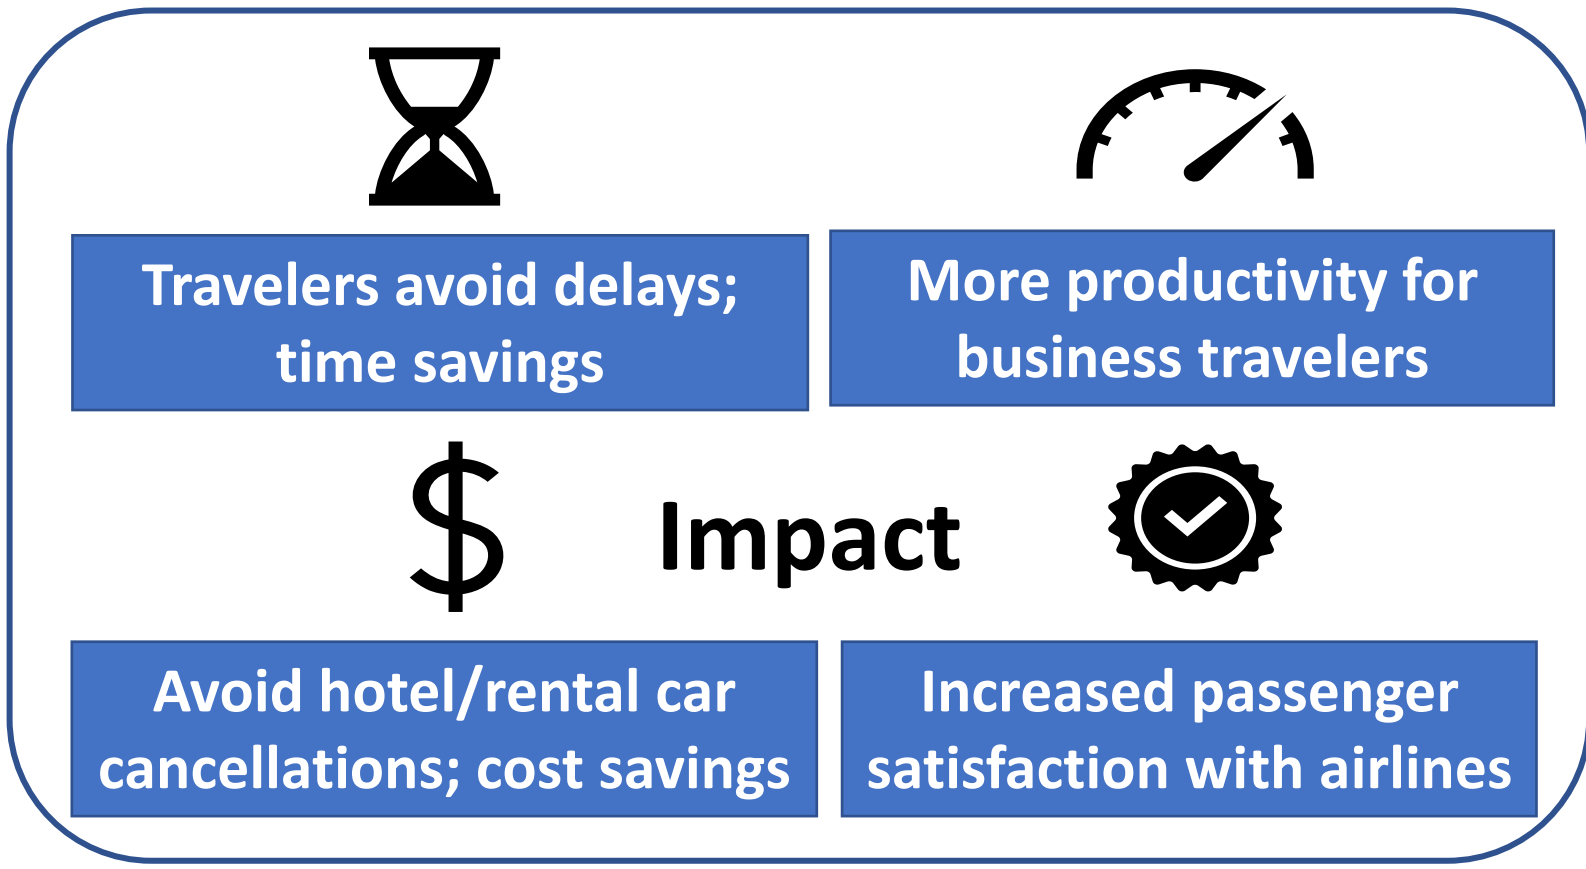 Travelers avoid delays;
time savings
More productivity for
business travelers
Impact
Avoid hotel/rental car
cancellations; cost savings
Increased passenger
satisfaction with airlines